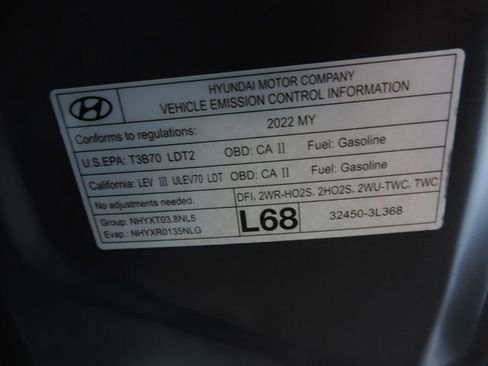 HYUNDAI MOTOR COMPANY
VEHICLE EMISSION CONTROL INFORMATION
Conforms to regulations: 2022 MY
U.S.EPA: T3B70 LDT2 OBD: CA II Fuel: Gasoline
California: LEV III ULEV70 LDT OBD: CA II Fuel: Gasoline
No adjustments needed. DFI, 2WR-HO2S, 2HO2S, 2WU-TWC, TWC
Group: NHYXT03.8NL5 L68 32450-3L368
Evap: NHYXR0135NLG